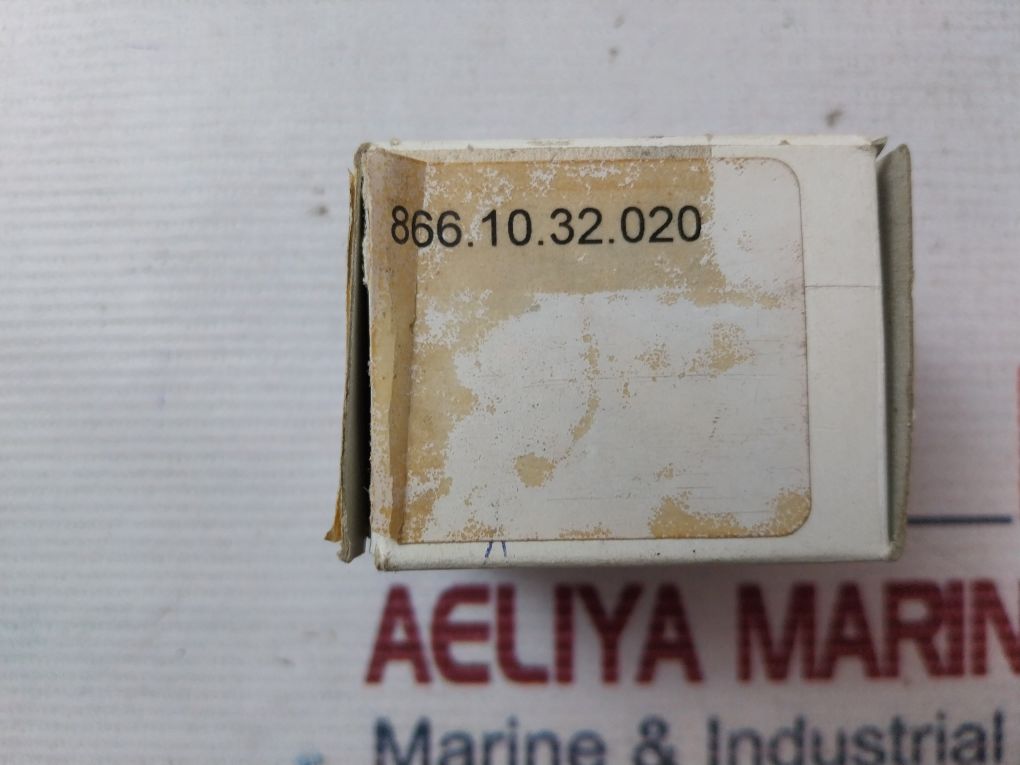 866.10.32.020
AELIYA MARIN
Marine & Industrial